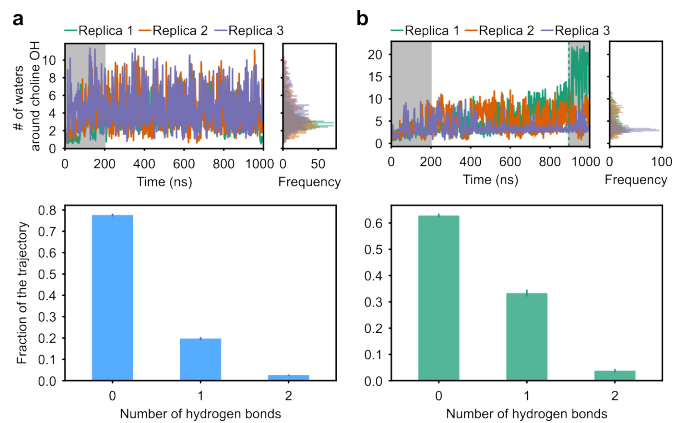 a
Replica 1 Replica 2 Replica 3
# of waters
around choline OH
10
8
6
4
2
0
0 200 400 600 800 1000
Time (ns)
0 50
Frequency
b
Replica 1 Replica 2 Replica 3
20
15
10
5
0
0 200 400 600 800 1000
Time (ns)
0 100
Frequency
Fraction of the trajectory
0.8
0.7
0.6
0.5
0.4
0.3
0.2
0.1
0.0
0 1 2
Number of hydrogen bonds
0.6
0.5
0.4
0.3
0.2
0.1
0.0
0 1 2
Number of hydrogen bonds